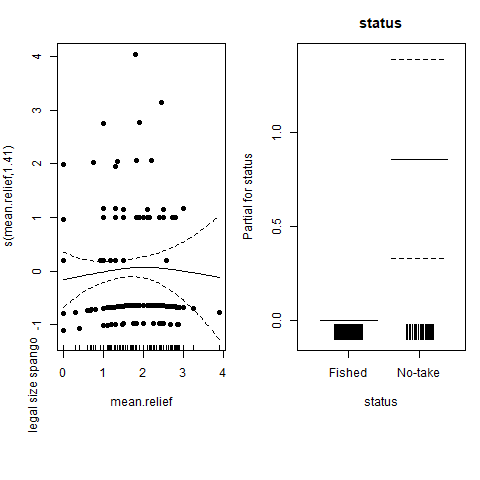 status
s(mean.relief,1.41)
legal size spango
4
3
2
1
0
-1
0 1 2 3 4
mean.relief
Partial for status
1.0
0.5
0.0
Fished No-take
status